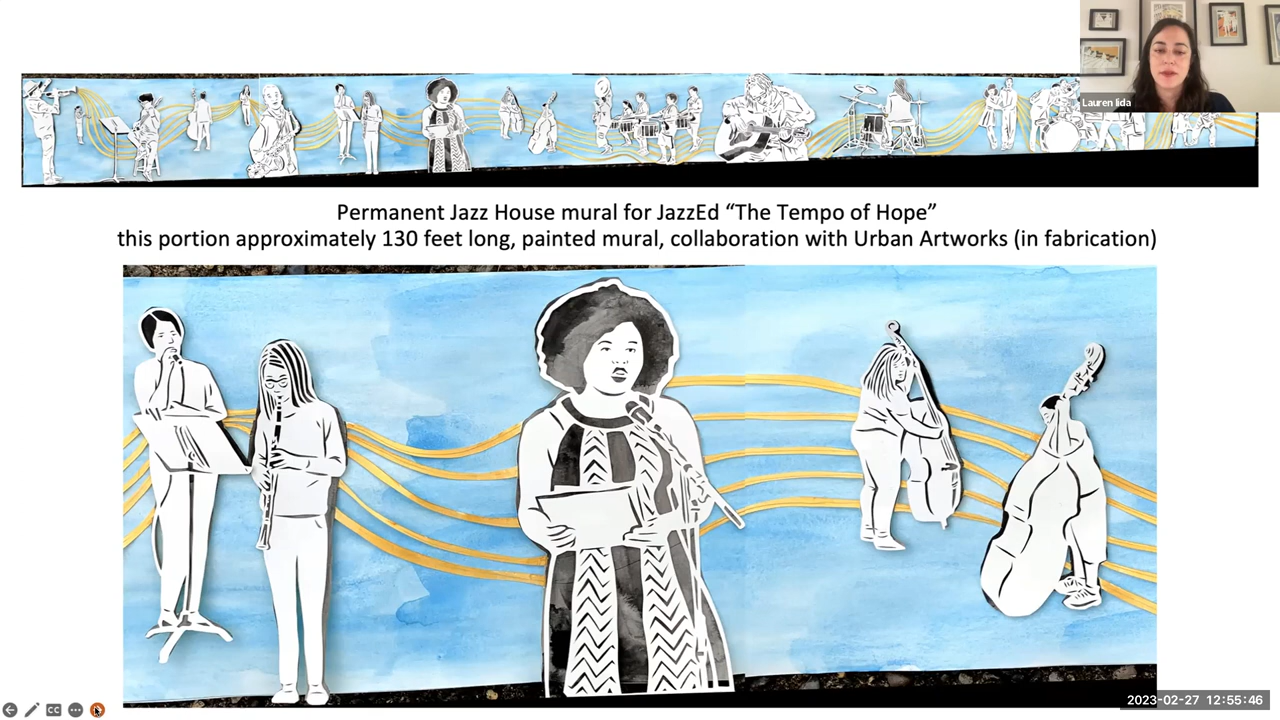 Lauren Iida
Permanent Jazz House mural for JazzEd “The Tempo of Hope”
this portion approximately 130 feet long, painted mural, collaboration with Urban Artworks (in fabrication)
CC
2023-02-27 12:55:46